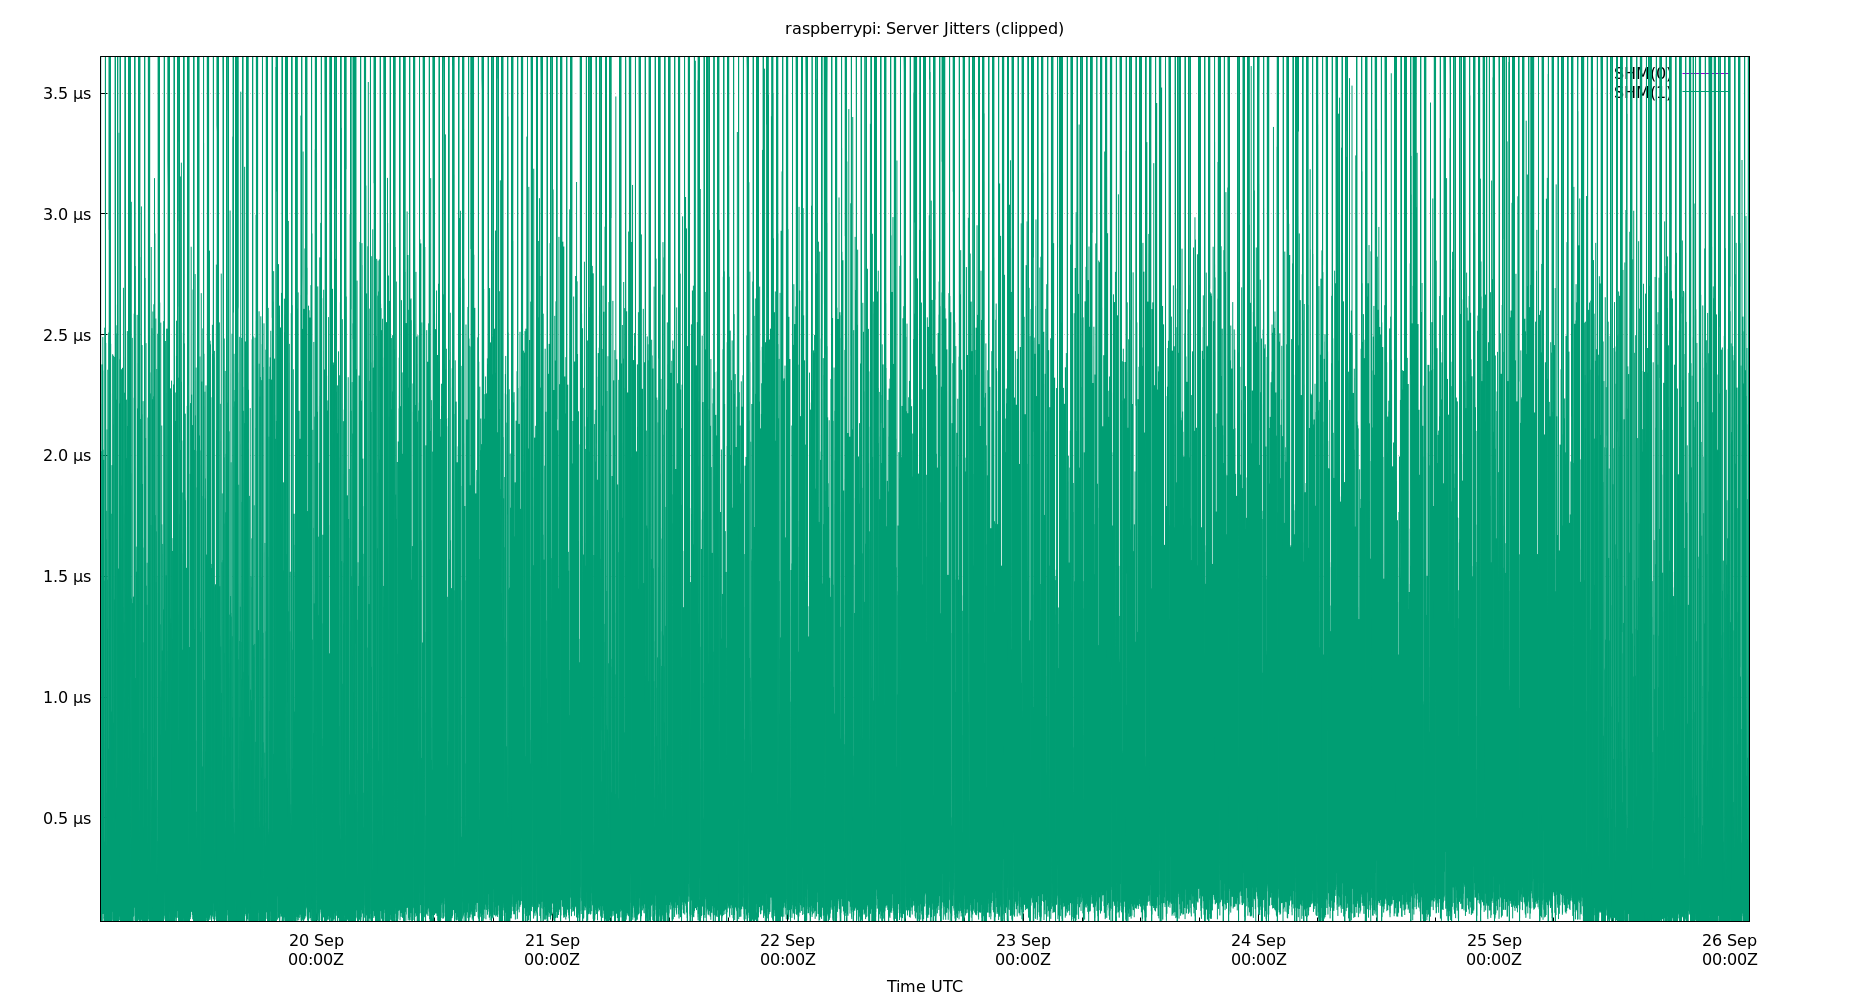 raspberrypi: Server Jitters (clipped)
SHM(0)
SHM(1)
3.5 μs
3.0 μs
2.5 μs
2.0 μs
1.5 μs
1.0 μs
0.5 μs
20 Sep 21 Sep 22 Sep 23 Sep 24 Sep 25 Sep 26 Sep
00:00Z 00:00Z 00:00Z 00:00Z 00:00Z 00:00Z 00:00Z
Time UTC